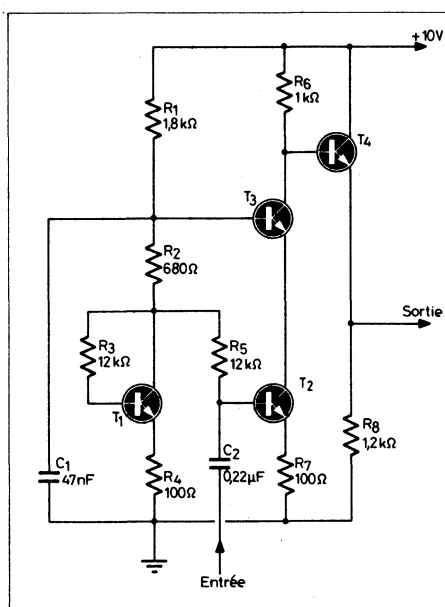 +10V
R1
1,8kΩ
R6
1kΩ
T4
T3
R2
680Ω
Sortie
R3
12kΩ
R5
12kΩ
T1
T2
R8
1,2kΩ
C1
47nF
R4
100Ω
C2
0,22µF
R7
100Ω
Entrée